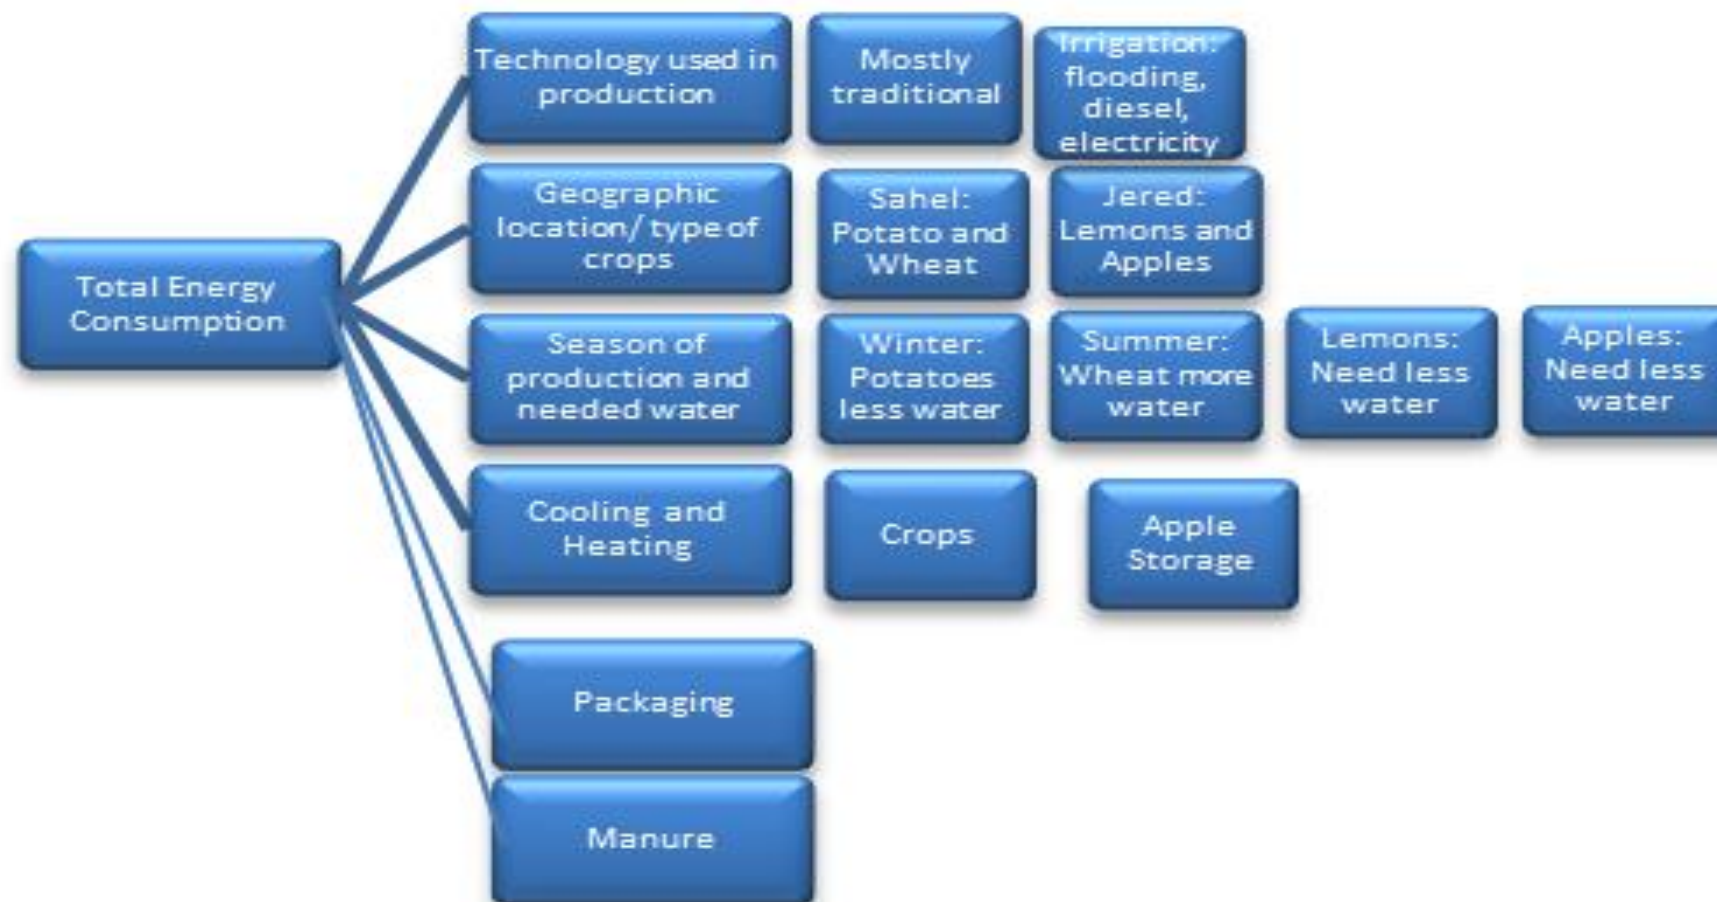 Technology used in
production
Mostly
traditional
Irrigation:
flooding,
diesel,
electricity
Geographic
location/ type of
crops
Sahel:
Potato and
Wheat
Jered:
Lemons and
Apples
Total Energy
Consumption
Season of
production and
needed water
Winter:
Potatoes
less water
Summer:
Wheat more
water
Lemons:
Need less
water
Apples:
Need less
water
Cooling and
Heating
Crops
Apple
Storage
Packaging
Manure